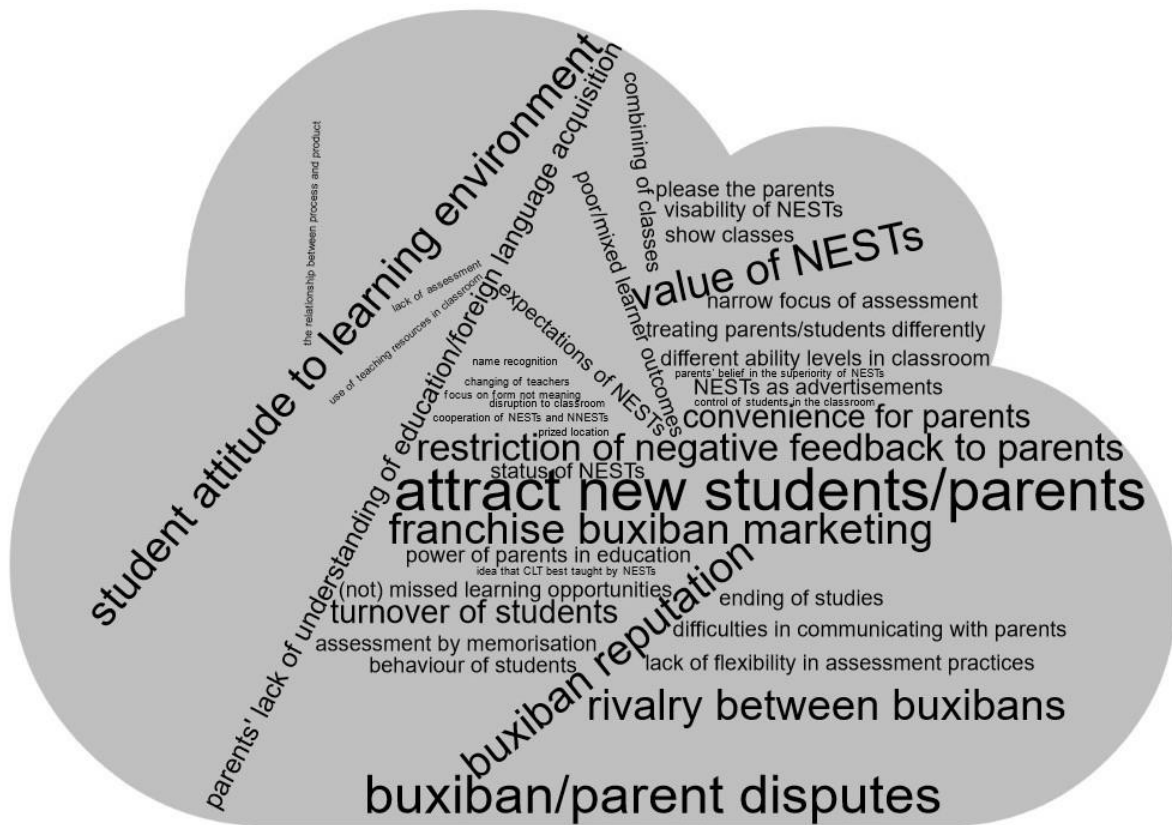 student attitude to learning environment
parents' lack of understanding of education/foreign language acquisition
the relationship between process and product
lack of assessment
use of teaching resources in classroom
combining of classes
poor/mixed learner outcomes
expectations of NESTs
please the parents
visability of NESTs
show classes
value of NESTs
narrow focus of assessment
treating parents/students differently
different ability levels in classroom
parents' belief in the superiority of NESTs
NESTs as advertisements
control of students in the classroom
convenience for parents
name recognition
changing of teachers
focus on form not meaning
disruption to classroom
cooperation of NESTs and NNESTs
prized location
restriction of negative feedback to parents
status of NESTs
attract new students/parents
franchise buxiban marketing
power of parents in education
idea that CLT best taught by NESTs
(not) missed learning opportunities
turnover of students
assessment by memorisation
behaviour of students
buxiban reputation
ending of studies
difficulties in communicating with parents
lack of flexibility in assessment practices
rivalry between buxibans
buxiban/parent disputes